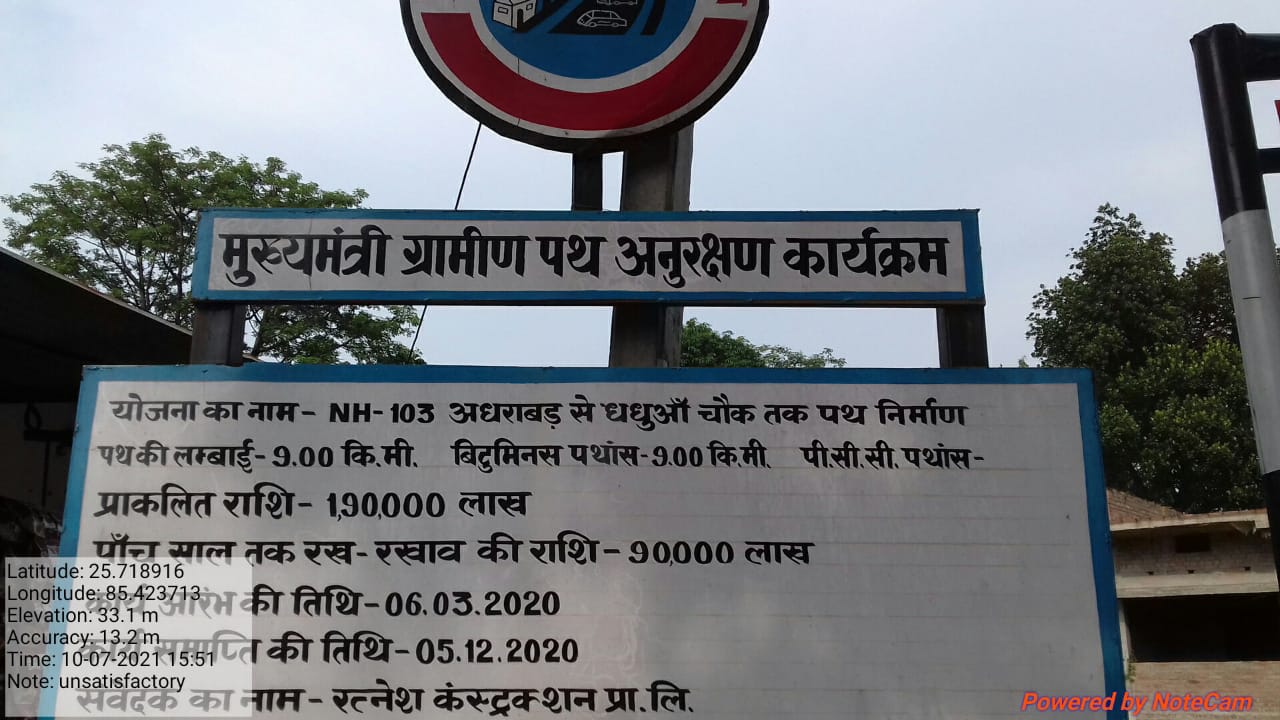 मुख्यमंत्री ग्रामीण पथ अनुरक्षण कार्यक्रम
योजना का नाम- NH-103 अधराबड़ से धधुआँ चौक तक पथ निर्माण
पथ की लम्बाई- 9.00 कि.मी. बिटुमिनस पथांस- 9.00 कि.मी. पी.सी.सी. पथांस-
प्राकलित राशि- 1,90,000 लाख
पाँच साल तक रख-रखाव की राशि- 90,000 लाख
कार्य आरंभ की तिथि- 06.03.2020
कार्य समाप्ति की तिथि- 05.12.2020
संवेदक का नाम- रत्नेश कंस्ट्रक्शन प्रा.लि.
Latitude: 25.718916
Longitude: 85.423713
Elevation: 33.1 m
Accuracy: 13.2 m
Time: 10-07-2021 15:51
Note: unsatisfactory
Powered by NoteCam